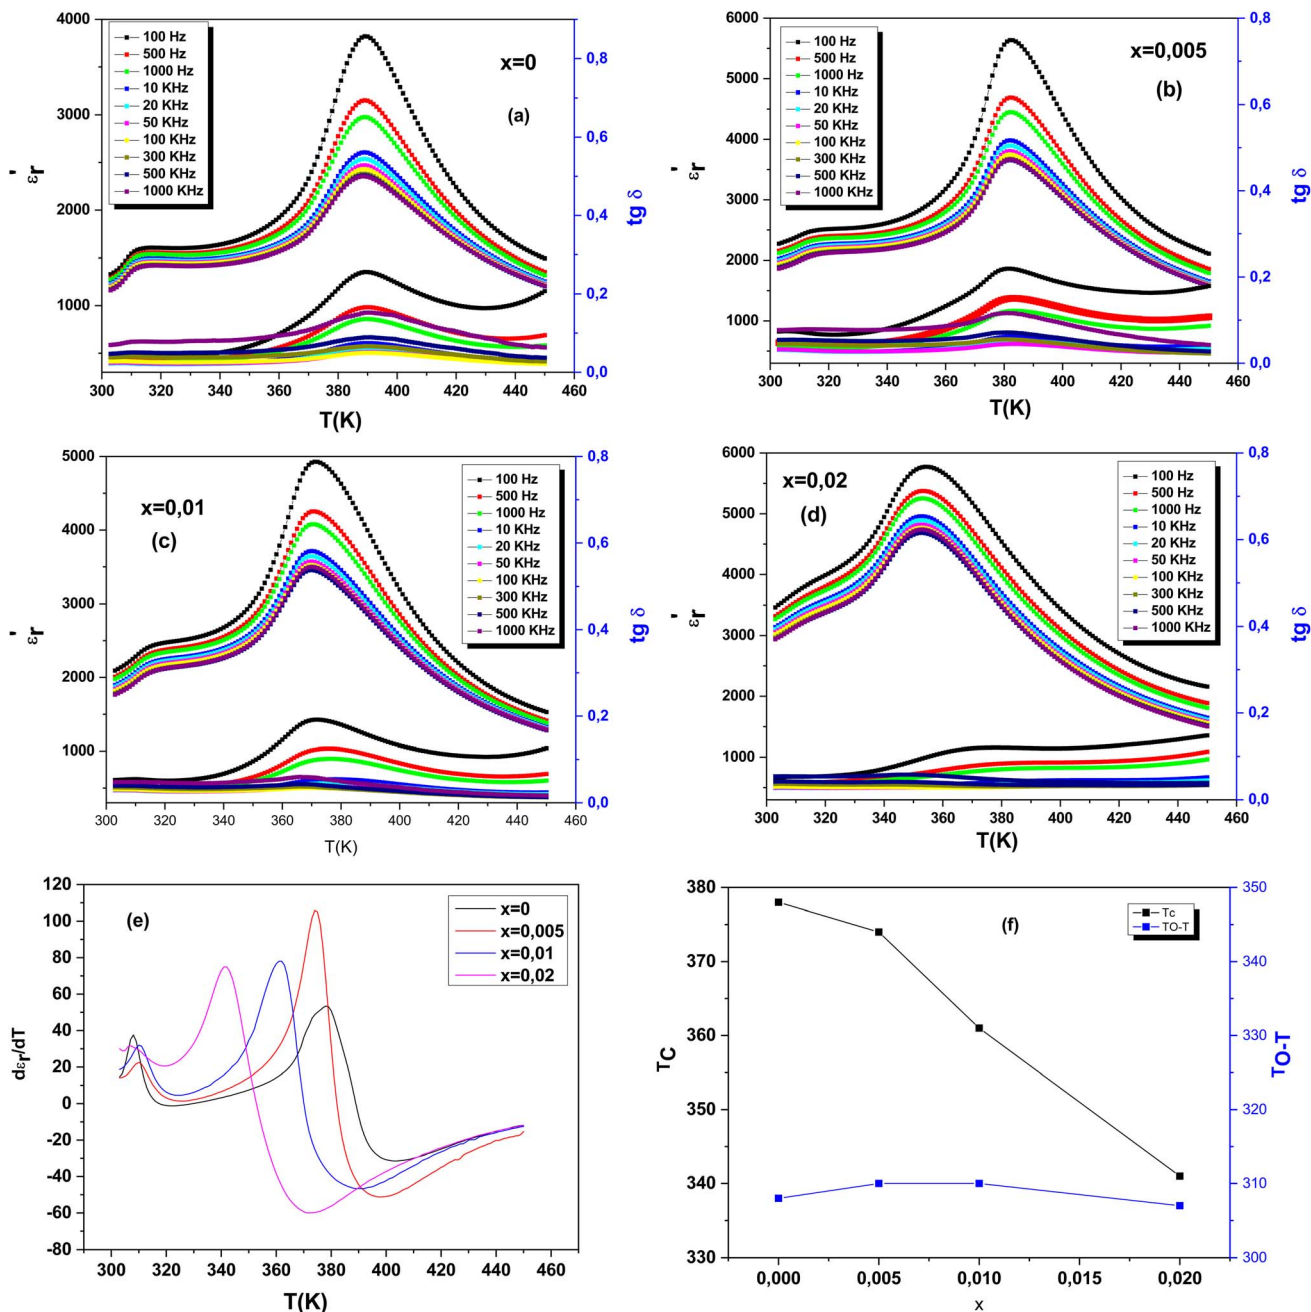 4000
3000
2000
1000
ε'r
300 320 340 360 380 400 420 440 460
T(K)
0,8
0,6
0,4
0,2
0,0
tg δ
100 Hz
500 Hz
1000 Hz
10 KHz
20 KHz
50 KHz
100 KHz
300 KHz
500 KHz
1000 KHz
x=0
(a)
6000
5000
4000
3000
2000
1000
ε'r
300 320 340 360 380 400 420 440 460
T(K)
0,8
0,6
0,4
0,2
0,0
tg δ
100 Hz
500 Hz
1000 Hz
10 KHz
20 KHz
50 KHz
100 KHz
300 KHz
500 KHz
1000 KHz
x=0,005
(b)
5000
4000
3000
2000
1000
ε'r
300 320 340 360 380 400 420 440 460
T(K)
0,8
0,6
0,4
0,2
0,0
tg δ
x=0,01
(c)
100 Hz
500 Hz
1000 Hz
10 KHz
20 KHz
50 KHz
100 KHz
300 KHz
500 KHz
1000 KHz
6000
5000
4000
3000
2000
1000
ε'r
300 320 340 360 380 400 420 440 460
T(K)
0,8
0,6
0,4
0,2
0,0
tg δ
x=0,02
(d)
100 Hz
500 Hz
1000 Hz
10 KHz
20 KHz
50 KHz
100 KHz
300 KHz
500 KHz
1000 KHz
120
100
80
60
40
20
0
-20
-40
-60
-80
dεr/dT
300 320 340 360 380 400 420 440 460
T(K)
(e)
x=0
x=0,005
x=0,01
x=0,02
380
370
360
350
340
330
TC
0,000 0,005 0,010 0,015 0,020
x
350
340
330
320
310
300
TO-T
(f)
Tc
TO-T